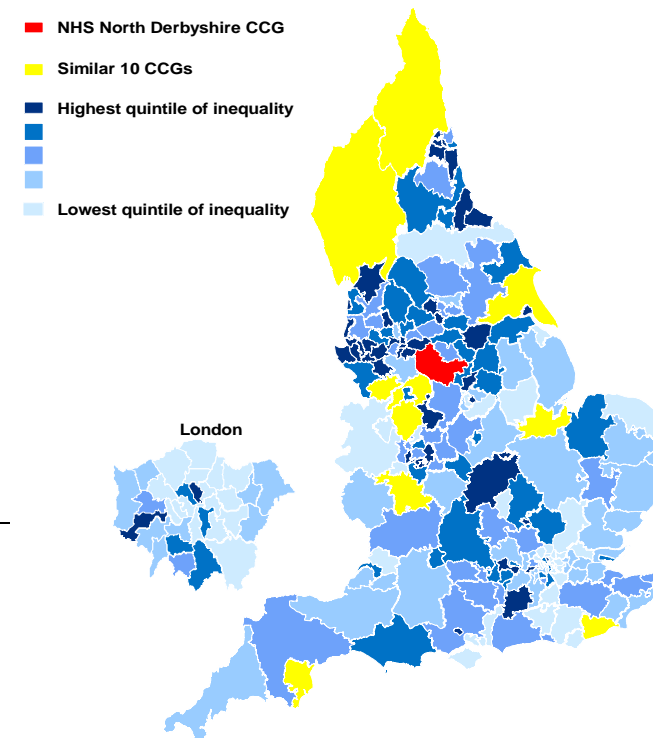 NHS North Derbyshire CCG
Similar 10 CCGs
Highest quintile of inequality
Lowest quintile of inequality
London